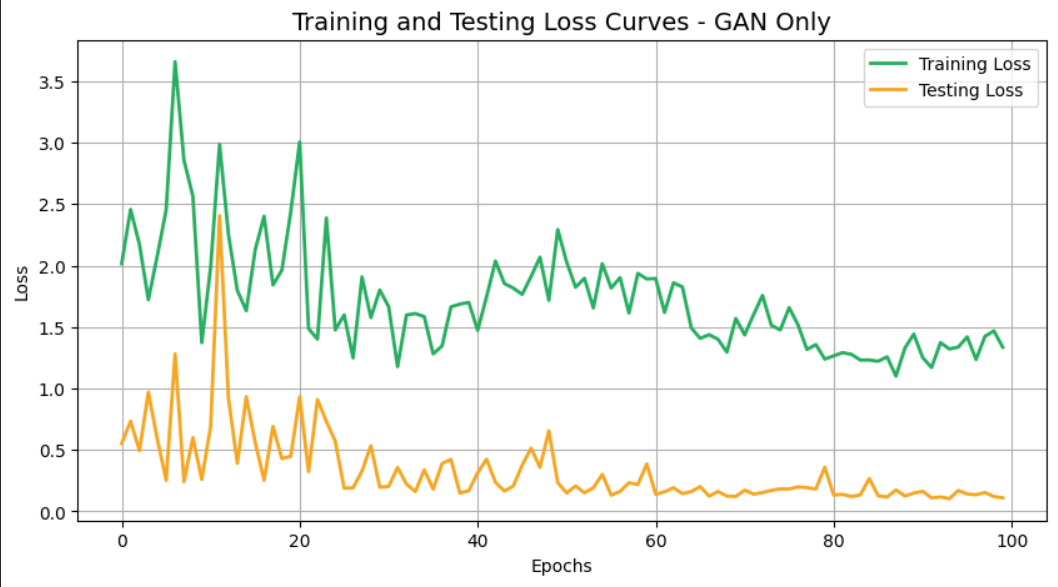 Training and Testing Loss Curves - GAN Only
Training Loss
Testing Loss
Loss
3.5
3.0
2.5
2.0
1.5
1.0
0.5
0.0
0 20 40 60 80 100
Epochs